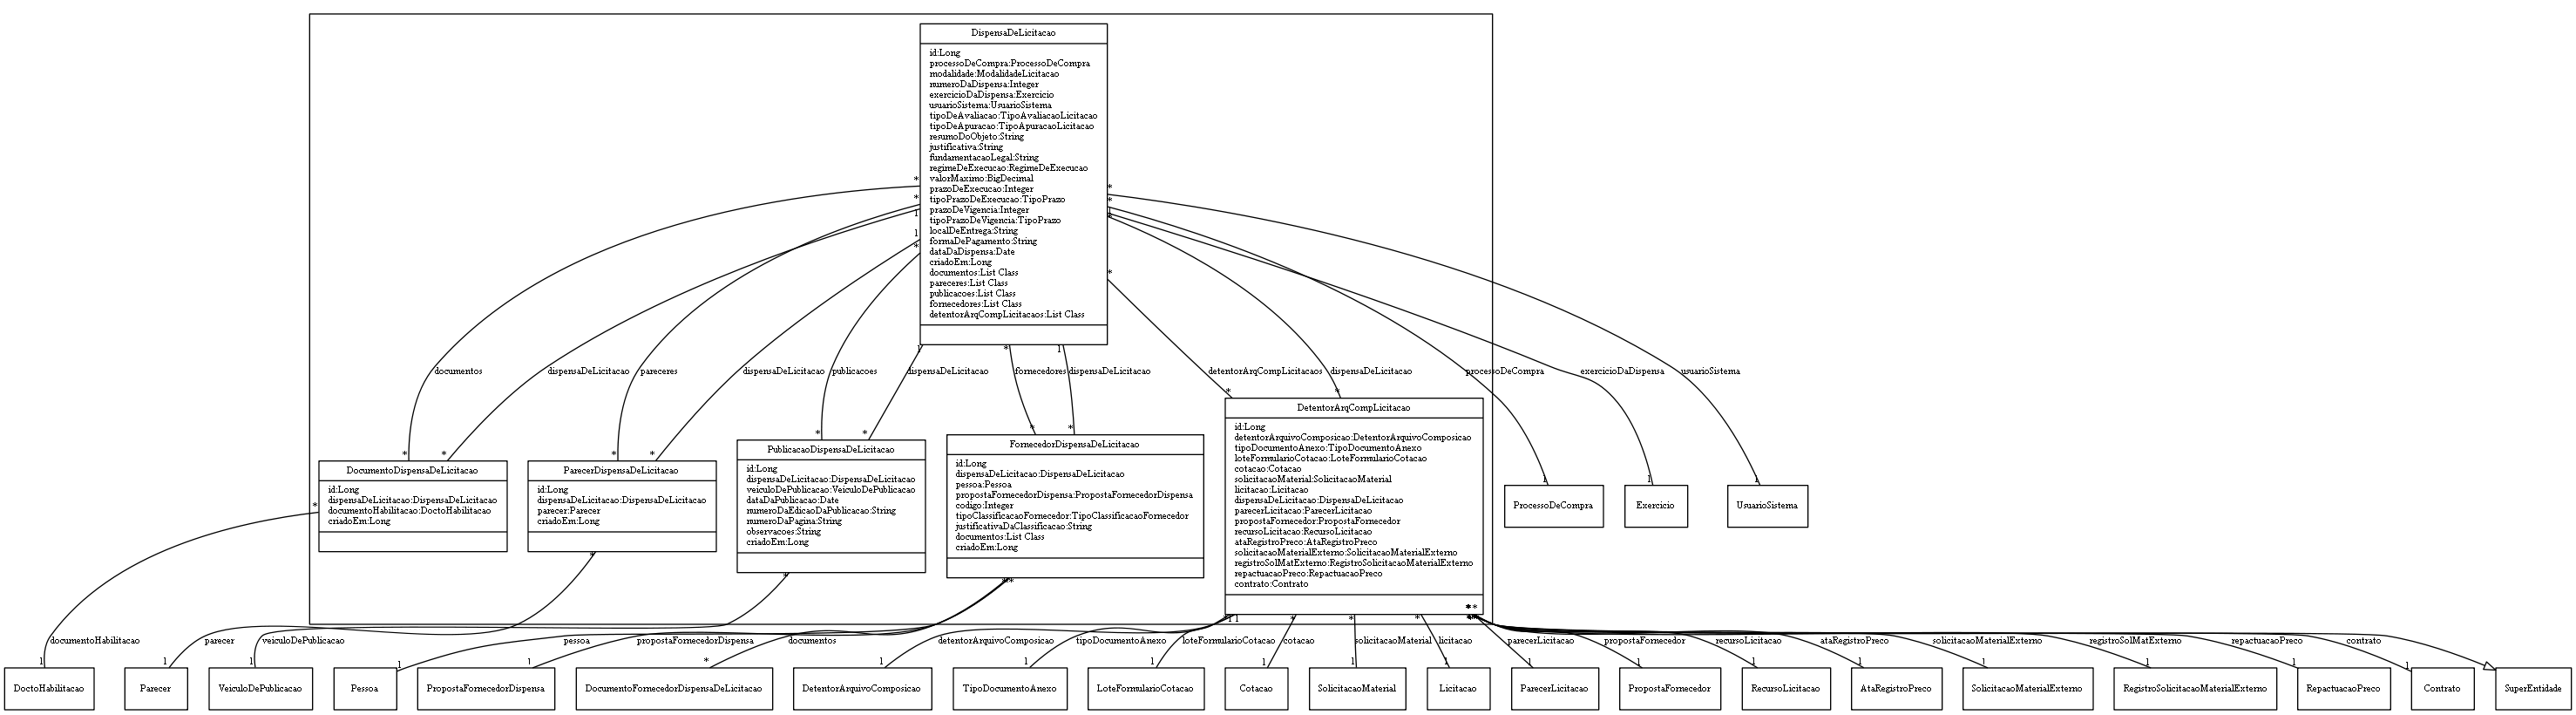 DispensaDeLicitacao
id:Long
processoDeCompra:ProcessoDeCompra
modalidade:ModalidadeLicitacao
numeroDaDispensa:Integer
exercicioDaDispensa:Exercicio
usuarioSistema:UsuarioSistema
tipoDeAvaliacao:TipoAvaliacaoLicitacao
tipoDeApuracao:TipoApuracaoLicitacao
resumoDoObjeto:String
justificativa:String
fundamentacaoLegal:String
regimeDeExecucao:RegimeDeExecucao
valorMaximo:BigDecimal
prazoDeExecucao:Integer
tipoPrazoDeExecucao:TipoPrazo
prazoDeVigencia:Integer
tipoPrazoDeVigencia:TipoPrazo
localDeEntrega:String
formaDePagamento:String
dataDaDispensa:Date
criadoEm:Long
documentos:List Class
pareceres:List Class
publicacoes:List Class
fornecedores:List Class
detentorArqCompLicitacaos:List Class
documentos
dispensaDeLicitacao
pareceres
dispensaDeLicitacao
publicacoes
dispensaDeLicitacao
fornecedores
dispensaDeLicitacao
detentorArqCompLicitacaos
dispensaDeLicitacao
processoDeCompra
exercicioDaDispensa
usuarioSistema
DocumentoDispensaDeLicitacao
id:Long
dispensaDeLicitacao:DispensaDeLicitacao
documentoHabilitacao:DoctoHabilitacao
criadoEm:Long
ParecerDispensaDeLicitacao
id:Long
dispensaDeLicitacao:DispensaDeLicitacao
parecer:Parecer
criadoEm:Long
PublicacaoDispensaDeLicitacao
id:Long
dispensaDeLicitacao:DispensaDeLicitacao
veiculoDePublicacao:VeiculoDePublicacao
dataDaPublicacao:Date
numeroDaEdicaoDaPublicacao:String
numeroDaPagina:String
observacoes:String
criadoEm:Long
FornecedorDispensaDeLicitacao
id:Long
dispensaDeLicitacao:DispensaDeLicitacao
pessoa:Pessoa
propostaFornecedorDispensa:PropostaFornecedorDispensa
codigo:Integer
tipoClassificacaoFornecedor:TipoClassificacaoFornecedor
justificativaDaClassificacao:String
documentos:List Class
criadoEm:Long
DetentorArqCompLicitacao
id:Long
detentorArquivoComposicao:DetentorArquivoComposicao
tipoDocumentoAnexo:TipoDocumentoAnexo
loteFormularioCotacao:LoteFormularioCotacao
cotacao:Cotacao
solicitacaoMaterial:SolicitacaoMaterial
licitacao:Licitacao
dispensaDeLicitacao:DispensaDeLicitacao
parecerLicitacao:ParecerLicitacao
propostaFornecedor:PropostaFornecedor
recursoLicitacao:RecursoLicitacao
ataRegistroPreco:AtaRegistroPreco
solicitacaoMaterialExterno:SolicitacaoMaterialExterno
registroSolMatExterno:RegistroSolicitacaoMaterialExterno
repactuacaoPreco:RepactuacaoPreco
contrato:Contrato
ProcessoDeCompra
Exercicio
UsuarioSistema
documentoHabilitacao
parecer
veiculoDePublicacao
pessoa
propostaFornecedorDispensa
documentos
detentorArquivoComposicao
tipoDocumentoAnexo
loteFormularioCotacao
cotacao
solicitacaoMaterial
licitacao
parecerLicitacao
propostaFornecedor
recursoLicitacao
ataRegistroPreco
solicitacaoMaterialExterno
registroSolMatExterno
repactuacaoPreco
contrato
DoctoHabilitacao
Parecer
VeiculoDePublicacao
Pessoa
PropostaFornecedorDispensa
DocumentoFornecedorDispensaDeLicitacao
DetentorArquivoComposicao
TipoDocumentoAnexo
LoteFormularioCotacao
Cotacao
SolicitacaoMaterial
Licitacao
ParecerLicitacao
PropostaFornecedor
RecursoLicitacao
AtaRegistroPreco
SolicitacaoMaterialExterno
RegistroSolicitacaoMaterialExterno
RepactuacaoPreco
Contrato
SuperEntidade